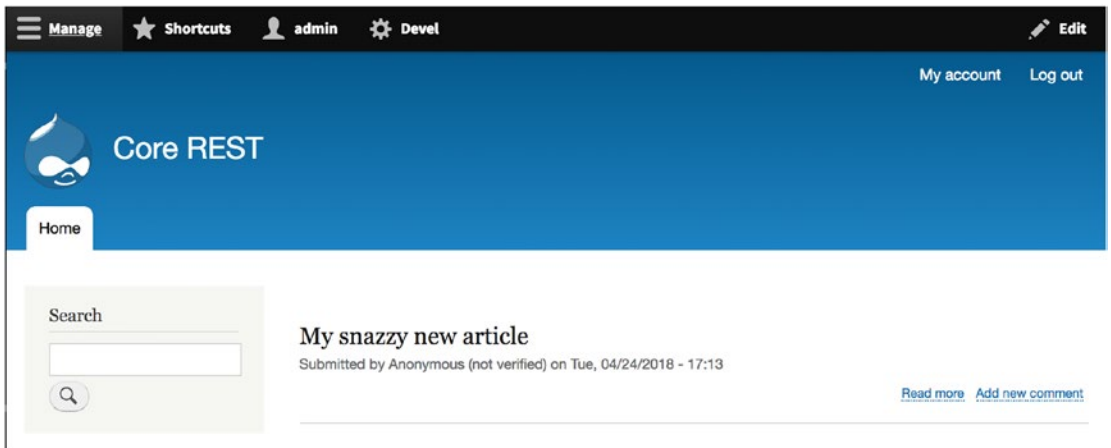 Manage Shortcuts admin Devel Edit
My account Log out
Core REST
Home
Search
My snazzy new article
Submitted by Anonymous (not verified) on Tue, 04/24/2018 - 17:13
Read more Add new comment